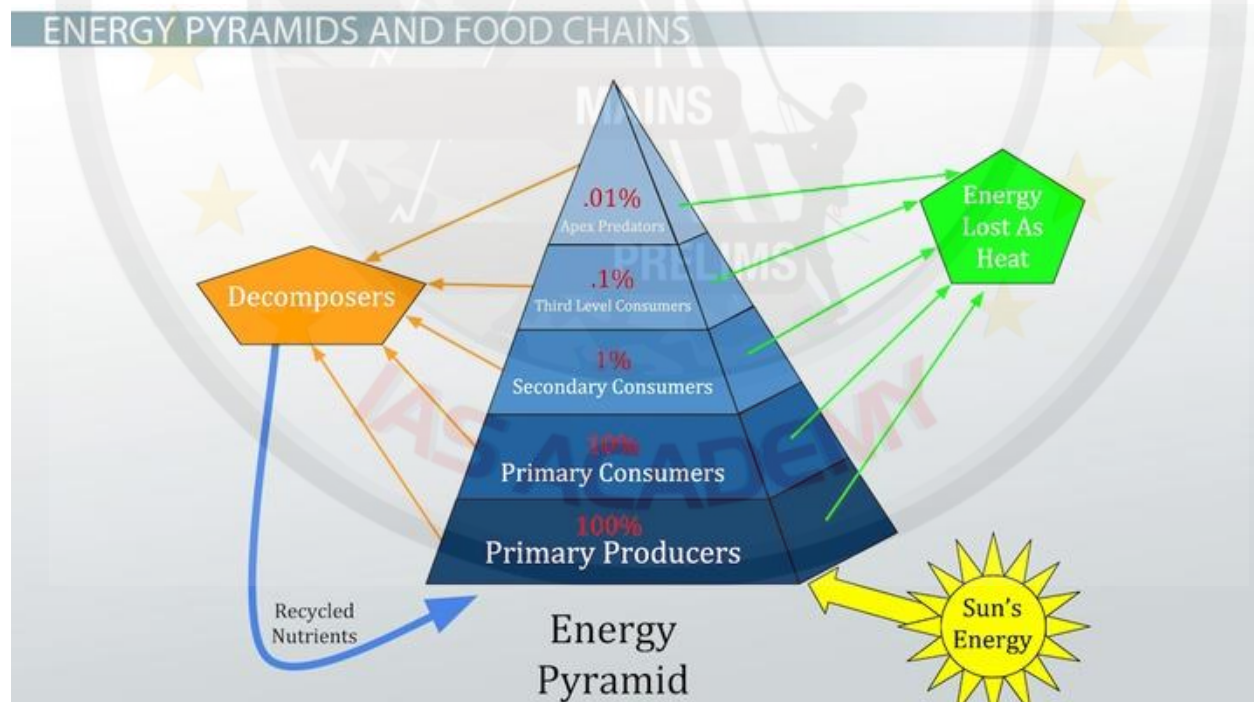 ENERGY PYRAMIDS AND FOOD CHAINS
MAINS
PRELIMS
IAS ACADEMY
.01%
Apex Predators
.1%
Third Level Consumers
1%
Secondary Consumers
10%
Primary Consumers
100%
Primary Producers
Decomposers
Energy
Lost As
Heat
Recycled
Nutrients
Sun's
Energy
Energy
Pyramid